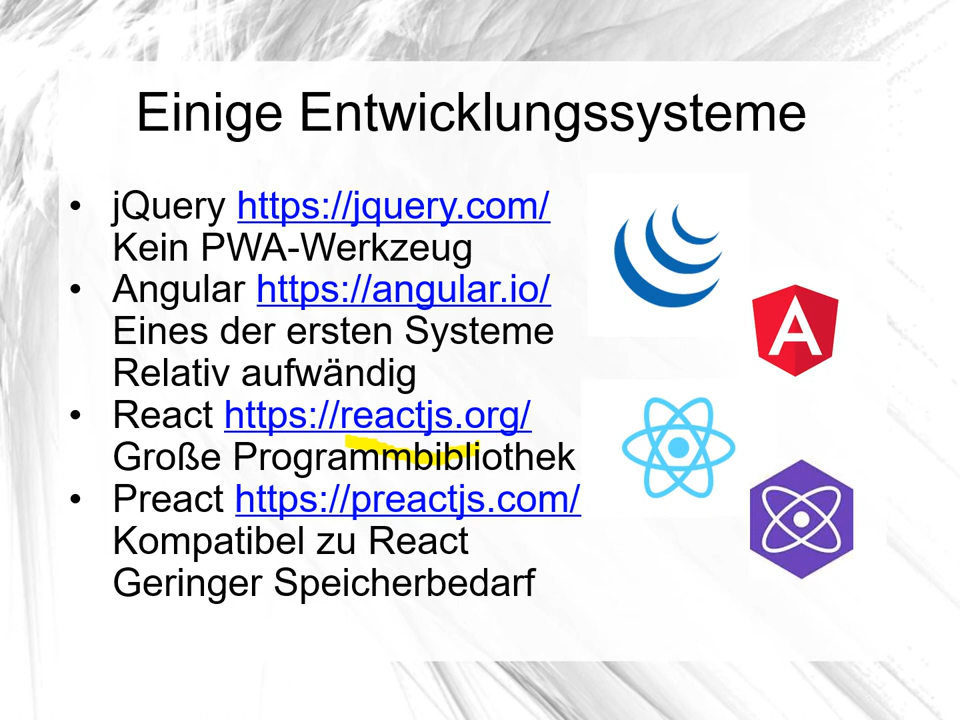 Einige Entwicklungssysteme
• jQuery https://jquery.com/
Kein PWA-Werkzeug
• Angular https://angular.io/
Eines der ersten Systeme
Relativ aufwändig
• React https://reactjs.org/
Große Programmbibliothek
• Preact https://preactjs.com/
Kompatibel zu React
Geringer Speicherbedarf
A